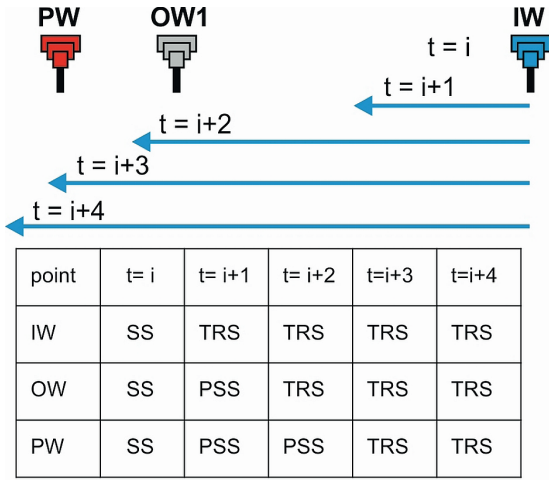 PW OW1 IW
t = i
t = i+1
t = i+2
t = i+3
t = i+4
point t= i t= i+1 t= i+2 t=i+3 t=i+4
IW SS TRS TRS TRS TRS
OW SS PSS TRS TRS TRS
PW SS PSS PSS TRS TRS